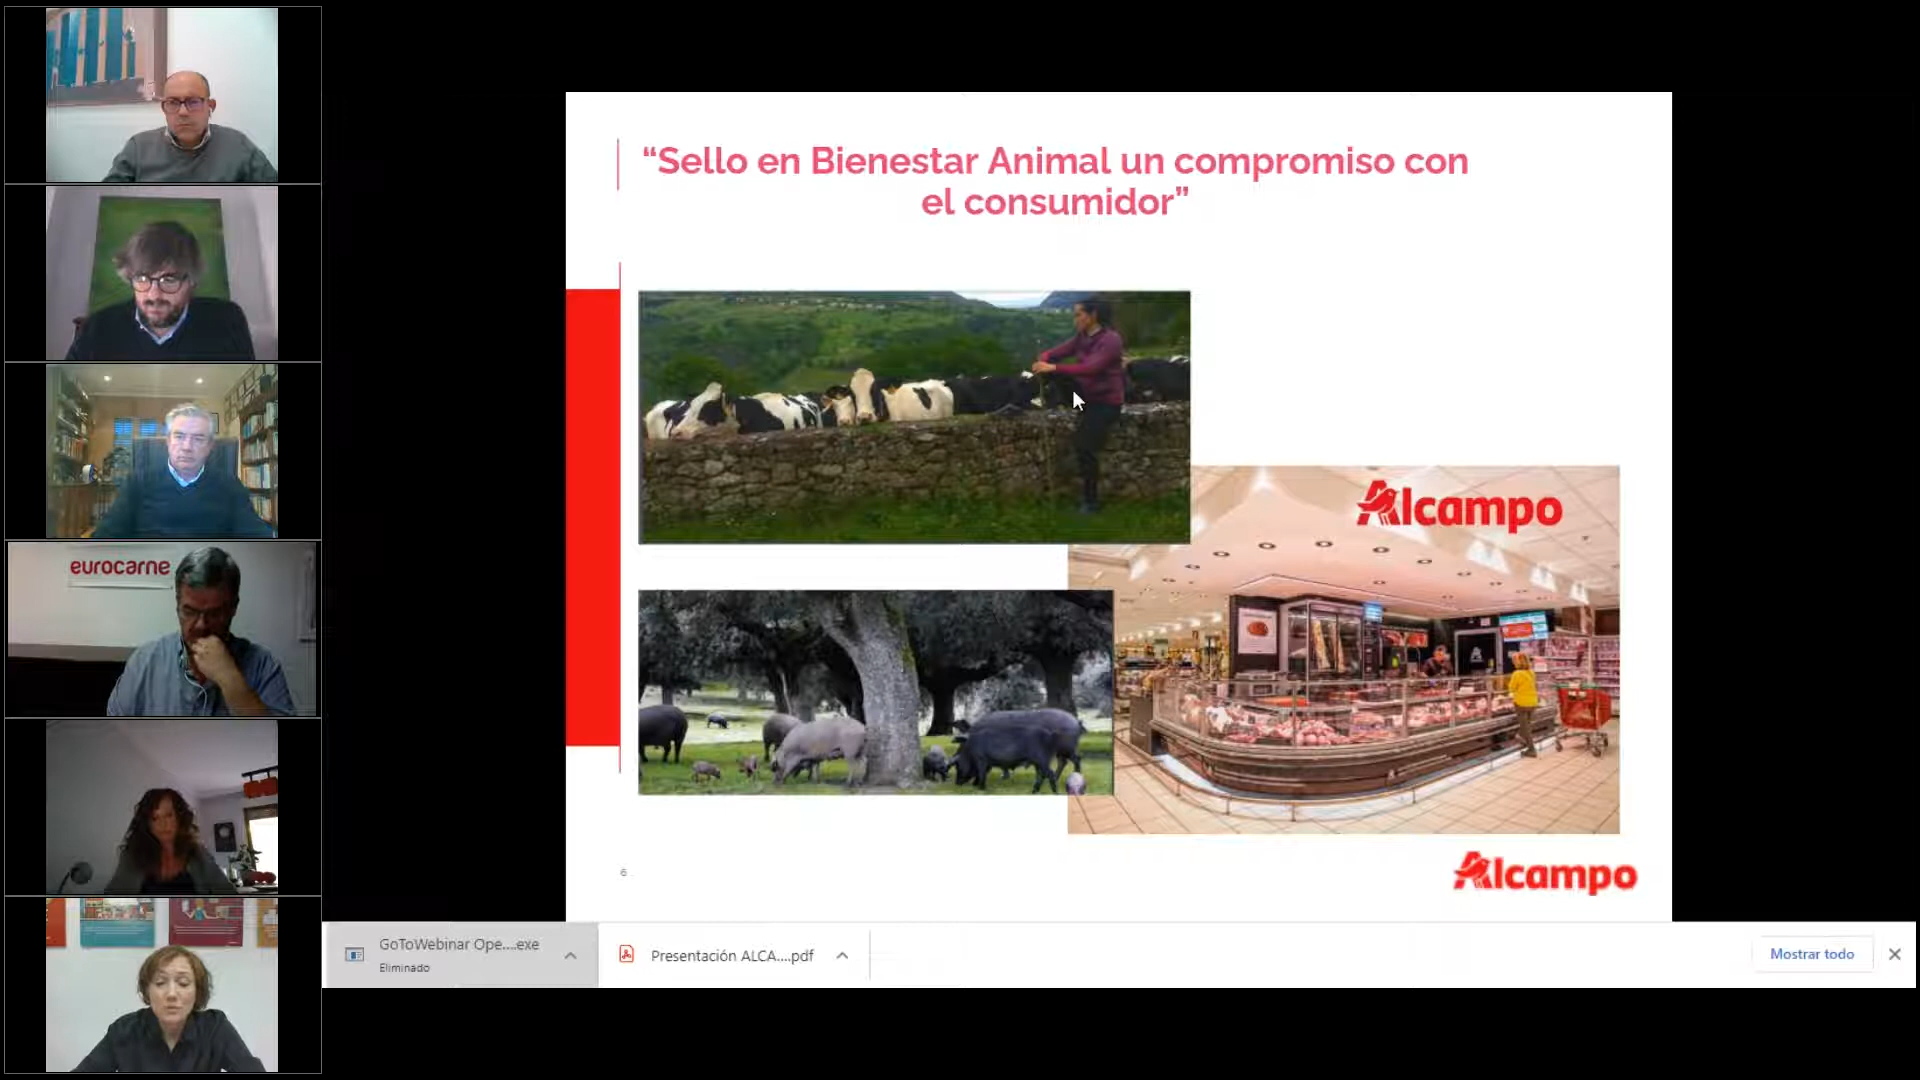 eurocarne
“Sello en Bienestar Animal un compromiso con
el consumidor”
Alcampo
6
Alcampo
GoToWebinar Ope....exe
Eliminado
Presentación ALCA....pdf
Mostrar todo